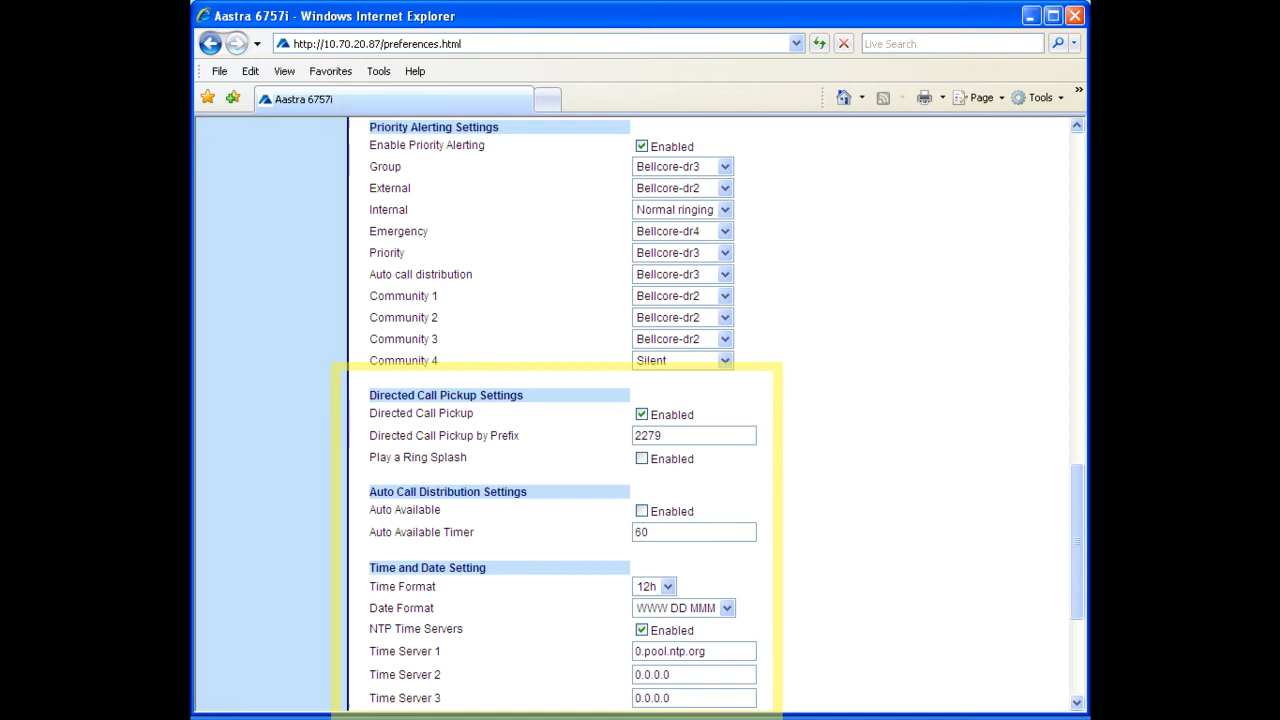 Aastra 6757i - Windows Internet Explorer
http://10.70.20.87/preferences.html
Live Search
File Edit View Favorites Tools Help
Aastra 6757i
Page Tools
Priority Alerting Settings
Enable Priority Alerting Enabled
Group Bellcore-dr3
External Bellcore-dr2
Internal Normal ringing
Emergency Bellcore-dr4
Priority Bellcore-dr3
Auto call distribution Bellcore-dr3
Community 1 Bellcore-dr2
Community 2 Bellcore-dr2
Community 3 Bellcore-dr2
Community 4 Silent
Directed Call Pickup Settings
Directed Call Pickup Enabled
Directed Call Pickup by Prefix 2279
Play a Ring Splash Enabled
Auto Call Distribution Settings
Auto Available Enabled
Auto Available Timer 60
Time and Date Setting
Time Format 12h
Date Format WWW DD MMM
NTP Time Servers Enabled
Time Server 1 0.pool.ntp.org
Time Server 2 0.0.0.0
Time Server 3 0.0.0.0